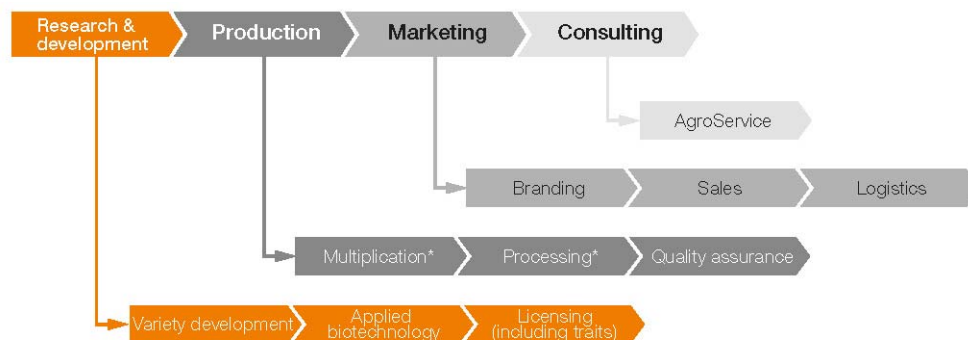 Research &
development
Production
Marketing
Consulting
AgroService
Branding
Sales
Logistics
Multiplication*
Processing*
Quality assurance
Variety development
Applied
biotechnology
Licensing
(including traits)